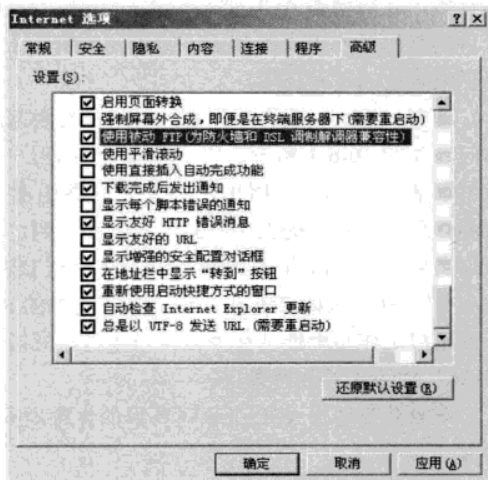 Internet 选项
常规 安全 隐私 内容 连接 程序 高级
设置(S):
启用页面转换
强制屏幕外合成，即便是在终端服务器下(需要重启动)
使用被动 FTP(为防火墙和 DSL 调制解调器兼容性)
使用平滑滚动
使用直接插入自动完成功能
下载完成后发出通知
显示每个脚本错误的通知
显示友好 HTTP 错误消息
显示友好的 URL
显示增强的安全配置对话框
在地址栏中显示“转到”按钮
重新使用启动快捷方式的窗口
自动检查 Internet Explorer 更新
总是以 UTF-8 发送 URL (需要重启动)
还原默认设置(R)
确定 取消 应用(A)